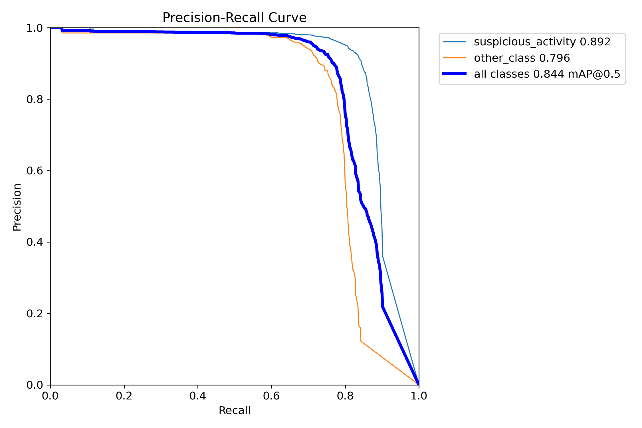 Precision-Recall Curve
suspicious_activity 0.892
other_class 0.796
all classes 0.844 mAP@0.5
1.0
0.8
0.6
0.4
0.2
0.0
Precision
0.0 0.2 0.4 0.6 0.8 1.0
Recall